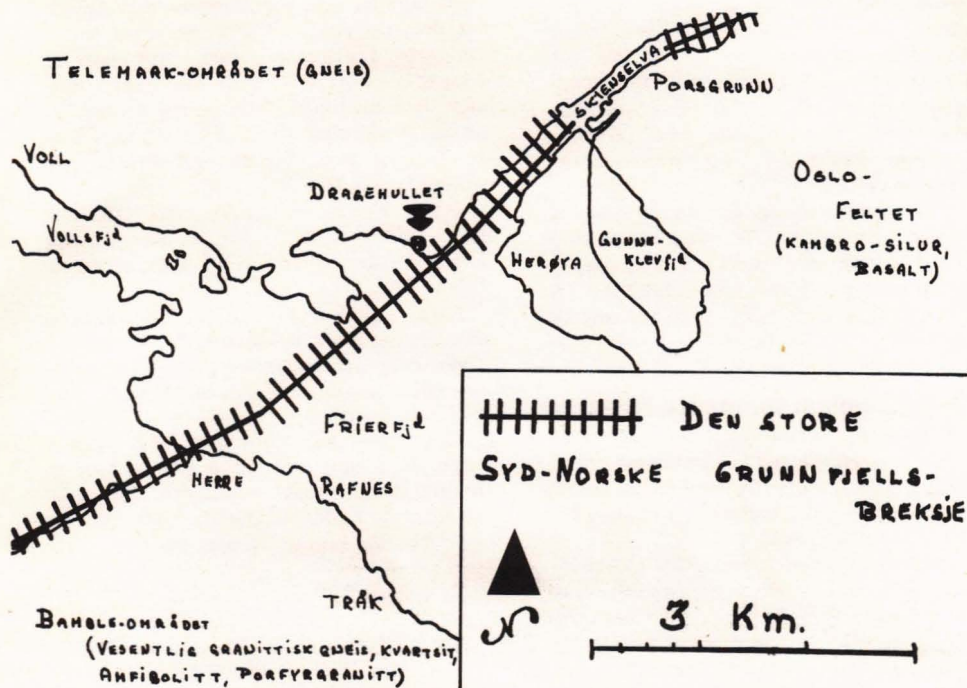 TELEMARK-OMRÅDET (GNEIS)
SKIENSELVA
PORSGRUNN
VOLL
DRAGEHULLET
OSLO-
FELTET
(KAMBRO-SILUR,
BASALT)
VOLLSFJd
HERØYA
GUNNE-
KLEVFJd
FRIERFJd
DEN STORE
SYD-NORSKE GRUNNFJELLS-
BREKSJE
HERRE
RAFNES
TRÅK
N
3 Km.
BAMBLE-OMRÅDET
(VESENTLIG GRANITTISK GNEIS, KVARTSIT,
AMFIBOLITT, PORFYRGRANITT)